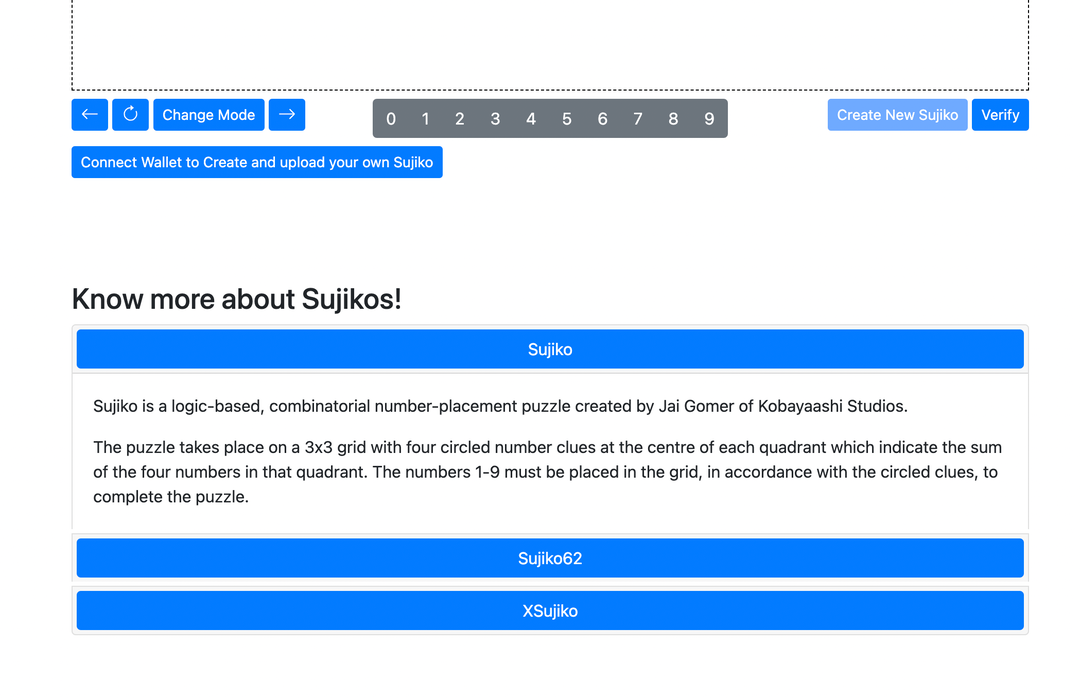 Change Mode
0 1 2 3 4 5 6 7 8 9
Create New Sujiko
Verify
Connect Wallet to Create and upload your own Sujiko
Know more about Sujikos!
Sujiko
Sujiko is a logic-based, combinatorial number-placement puzzle created by Jai Gomer of Kobayaashi Studios.
The puzzle takes place on a 3x3 grid with four circled number clues at the centre of each quadrant which indicate the sum
of the four numbers in that quadrant. The numbers 1-9 must be placed in the grid, in accordance with the circled clues, to
complete the puzzle.
Sujiko62
XSujiko